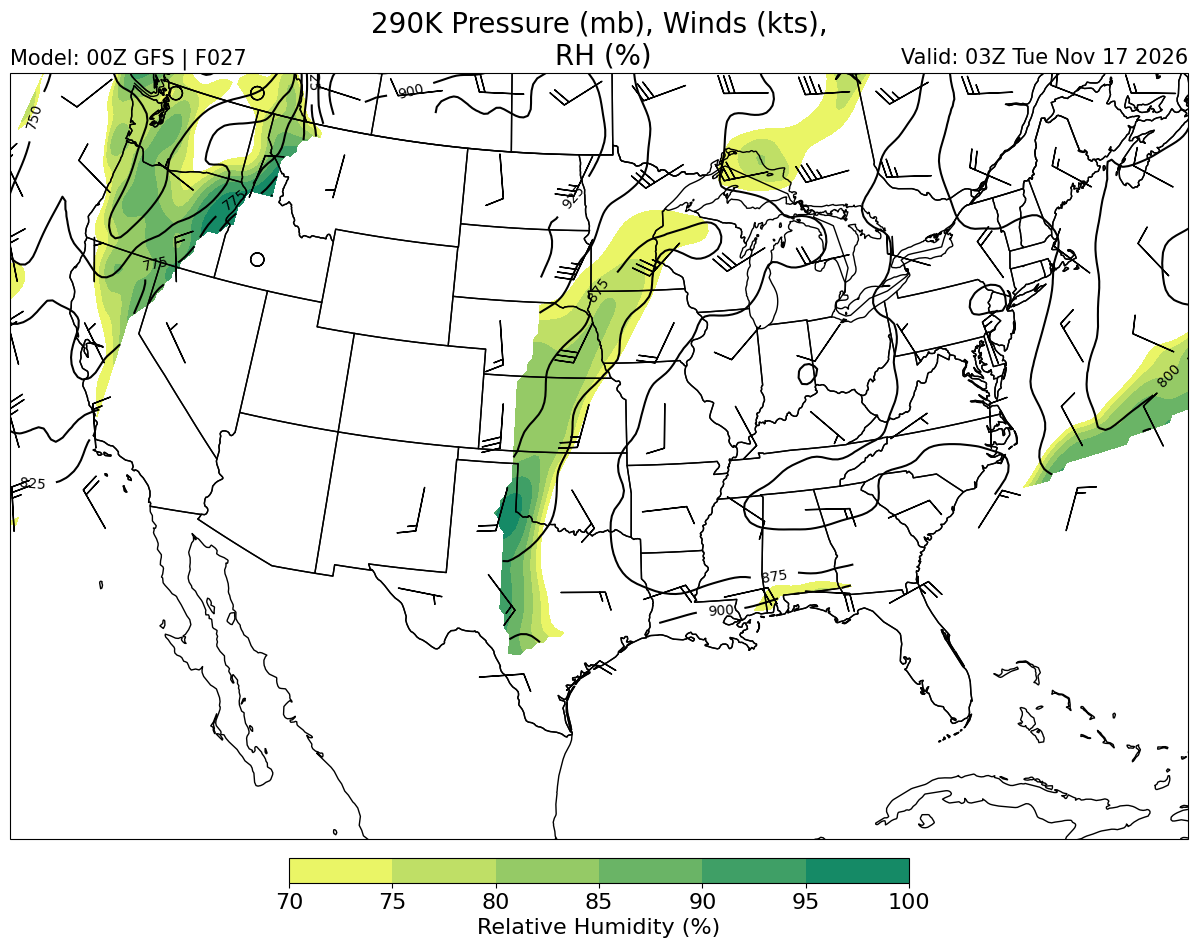 290K Pressure (mb), Winds (kts),
RH (%)
Model: 00Z GFS | F027
Valid: 03Z Tue Nov 17 2026
900
750
925
775
775
875
800
825
875
900
70 75 80 85 90 95 100
Relative Humidity (%)